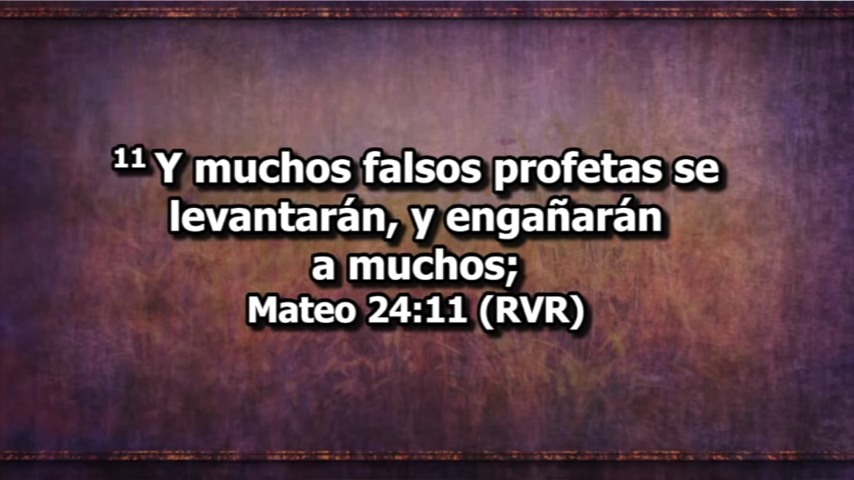 11 Y muchos falsos profetas se
levantarán, y engañarán
a muchos;
Mateo 24:11 (RVR)